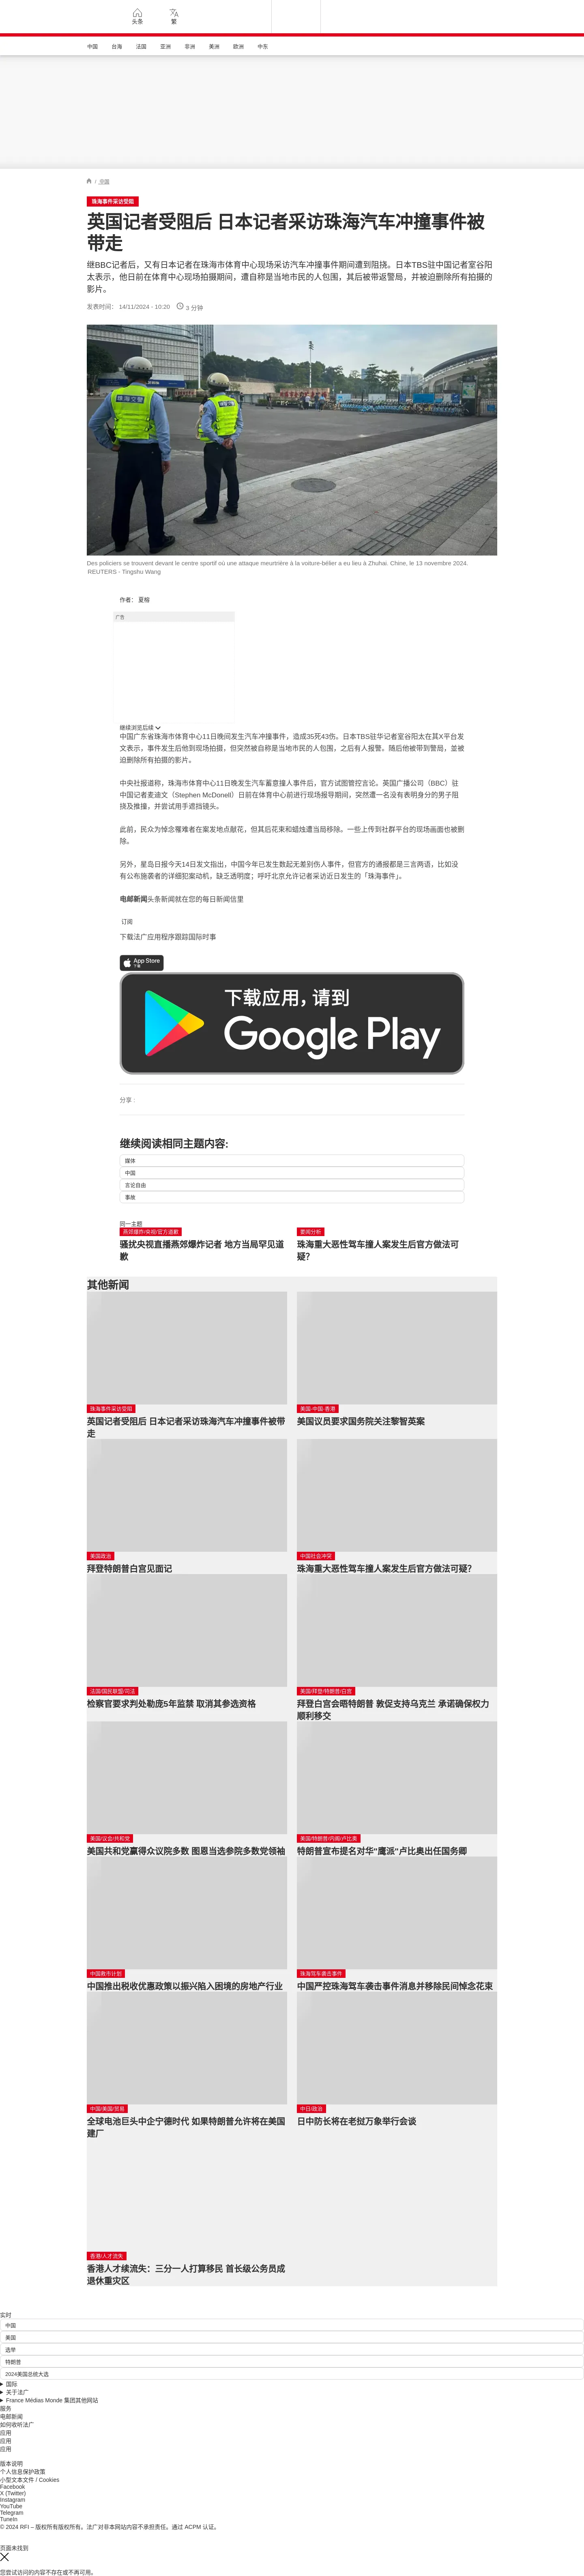 头条
繁
中国
台海
法国
亚洲
非洲
美洲
欧洲
中东
/ 中国
珠海事件采访受阻
英国记者受阻后 日本记者采访珠海汽车冲撞事件被
带走
继BBC记者后，又有日本记者在珠海市体育中心现场采访汽车冲撞事件期间遭到阻挠。日本TBS驻中国记者室谷阳
太表示，他日前在体育中心现场拍摄期间，遭自称是当地市民的人包围，其后被带返警局，并被迫删除所有拍摄的
影片。
发表时间： 14/11/2024 - 10:20
3 分钟
珠海交警
Des policiers se trouvent devant le centre sportif où une attaque meurtrière à la voiture-bélier a eu lieu à Zhuhai. Chine, le 13 novembre 2024.
REUTERS - Tingshu Wang
作者： 夏榕
广告
继续浏览后续
中国广东省珠海市体育中心11日晚间发生汽车冲撞事件，造成35死43伤。日本TBS驻华记者室谷阳太在其X平台发
文表示，事件发生后他到现场拍摄，但突然被自称是当地市民的人包围，之后有人报警。随后他被带到警局，并被
迫删除所有拍摄的影片。
中央社报道称，珠海市体育中心11日晚发生汽车蓄意撞人事件后，官方试图管控言论。英国广播公司（BBC）驻
中国记者麦迪文（Stephen McDonell）日前在体育中心前进行现场报导期间，突然遭一名没有表明身分的男子阻
挠及推撞，并尝试用手遮挡镜头。
此前，民众为悼念罹难者在案发地点献花，但其后花束和蜡烛遭当局移除。一些上传到社群平台的现场画面也被删
除。
另外，星岛日报今天14日发文指出，中国今年已发生数起无差别伤人事件，但官方的通报都是三言两语，比如没
有公布施袭者的详细犯案动机，缺乏透明度；呼吁北京允许记者采访近日发生的「珠海事件」。
电邮新闻头条新闻就在您的每日新闻信里
订阅
下载法广应用程序跟踪国际时事
App Store
下载
下载应用，请到
Google Play
分享 :
继续阅读相同主题内容:
媒体
中国
言论自由
事故
同一主题
燕郊爆炸/央视/官方道歉
骚扰央视直播燕郊爆炸记者 地方当局罕见道
歉
要闻分析
珠海重大恶性驾车撞人案发生后官方做法可
疑？
其他新闻
珠海事件采访受阻
英国记者受阻后 日本记者采访珠海汽车冲撞事件被带
走
美国-中国-香港
美国议员要求国务院关注黎智英案
美国政治
拜登特朗普白宫见面记
中国社会冲突
珠海重大恶性驾车撞人案发生后官方做法可疑？
法国/国民联盟/司法
检察官要求判处勒庞5年监禁 取消其参选资格
美国/拜登/特朗普/白宫
拜登白宫会晤特朗普 敦促支持乌克兰 承诺确保权力
顺利移交
美国/议会/共和党
美国共和党赢得众议院多数 图恩当选参院多数党领袖
美国/特朗普/内阁/卢比奥
特朗普宣布提名对华"鹰派"卢比奥出任国务卿
中国救市计划
中国推出税收优惠政策以振兴陷入困境的房地产行业
珠海驾车袭击事件
中国严控珠海驾车袭击事件消息并移除民间悼念花束
中国/美国/贸易
全球电池巨头中企宁德时代 如果特朗普允许将在美国
建厂
中日/政治
日中防长将在老挝万象举行会谈
香港/人才流失
香港人才续流失：三分一人打算移民 首长级公务员成
退休重灾区
实时
中国
美国
选举
特朗普
2024美国总统大选
国际
关于法广
France Médias Monde 集团其他网站
服务
电邮新闻
如何收听法广
应用
应用
应用
版本说明
个人信息保护政策
小型文本文件 / Cookies
Facebook
X (Twitter)
Instagram
YouTube
Telegram
TuneIn
© 2024 RFI – 版权所有版权所有。法广对非本网站内容不承担责任。通过 ACPM 认证。
页面未找到
您尝试访问的内容不存在或不再可用。